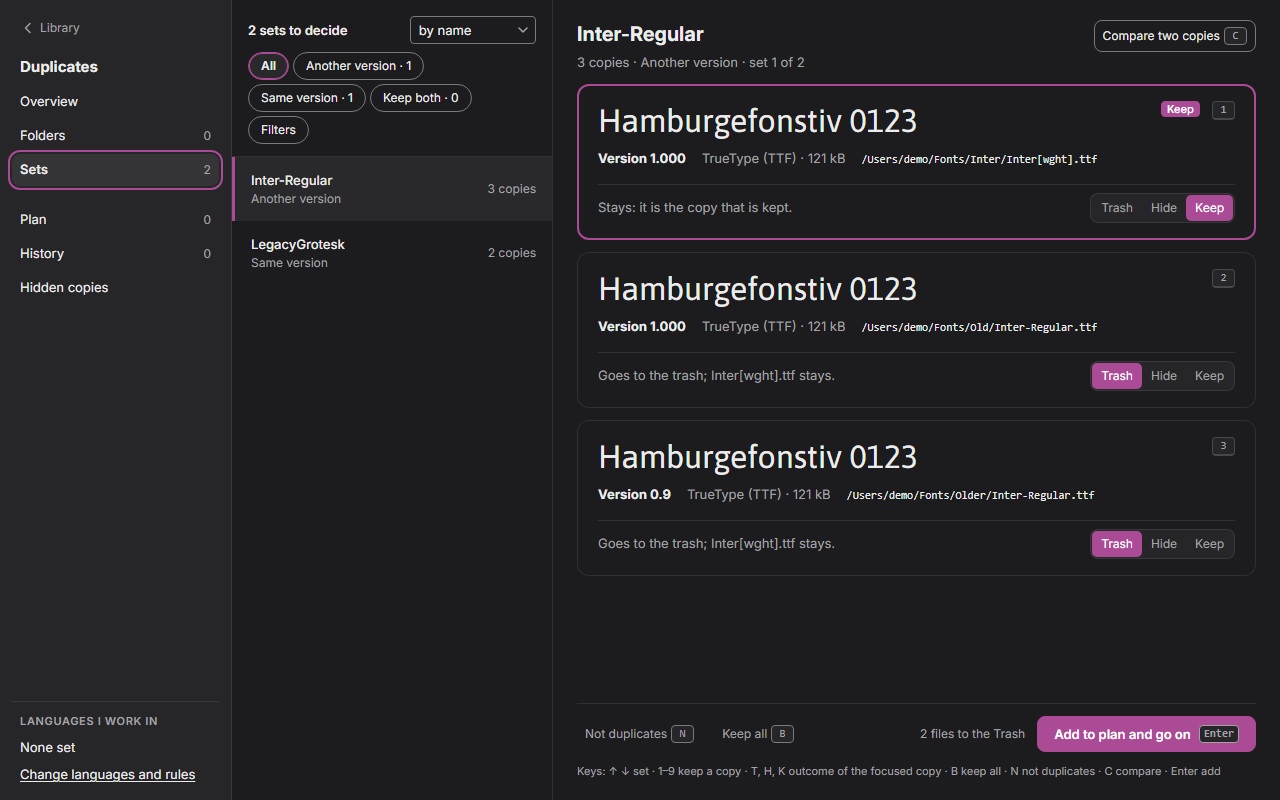 Library
Duplicates
Overview
Folders 0
Sets 2
Plan 0
History 0
Hidden copies
LANGUAGES I WORK IN
None set
Change languages and rules
2 sets to decide
by name
All
Another version · 1
Same version · 1
Keep both · 0
Filters
Inter-Regular
Another version
3 copies
LegacyGrotesk
Same version
2 copies
Inter-Regular
3 copies · Another version · set 1 of 2
Compare two copies C
Hamburgefonstiv 0123
Keep 1
Version 1.000 TrueType (TTF) · 121 kB /Users/demo/Fonts/Inter/Inter[wght].ttf
Stays: it is the copy that is kept.
Trash Hide Keep
Hamburgefonstiv 0123
2
Version 1.000 TrueType (TTF) · 121 kB /Users/demo/Fonts/Old/Inter-Regular.ttf
Goes to the trash; Inter[wght].ttf stays.
Trash Hide Keep
Hamburgefonstiv 0123
3
Version 0.9 TrueType (TTF) · 121 kB /Users/demo/Fonts/Older/Inter-Regular.ttf
Goes to the trash; Inter[wght].ttf stays.
Trash Hide Keep
Not duplicates N
Keep all B
2 files to the Trash
Add to plan and go on Enter
Keys: ↑ ↓ set · 1–9 keep a copy · T, H, K outcome of the focused copy · B keep all · N not duplicates · C compare · Enter add